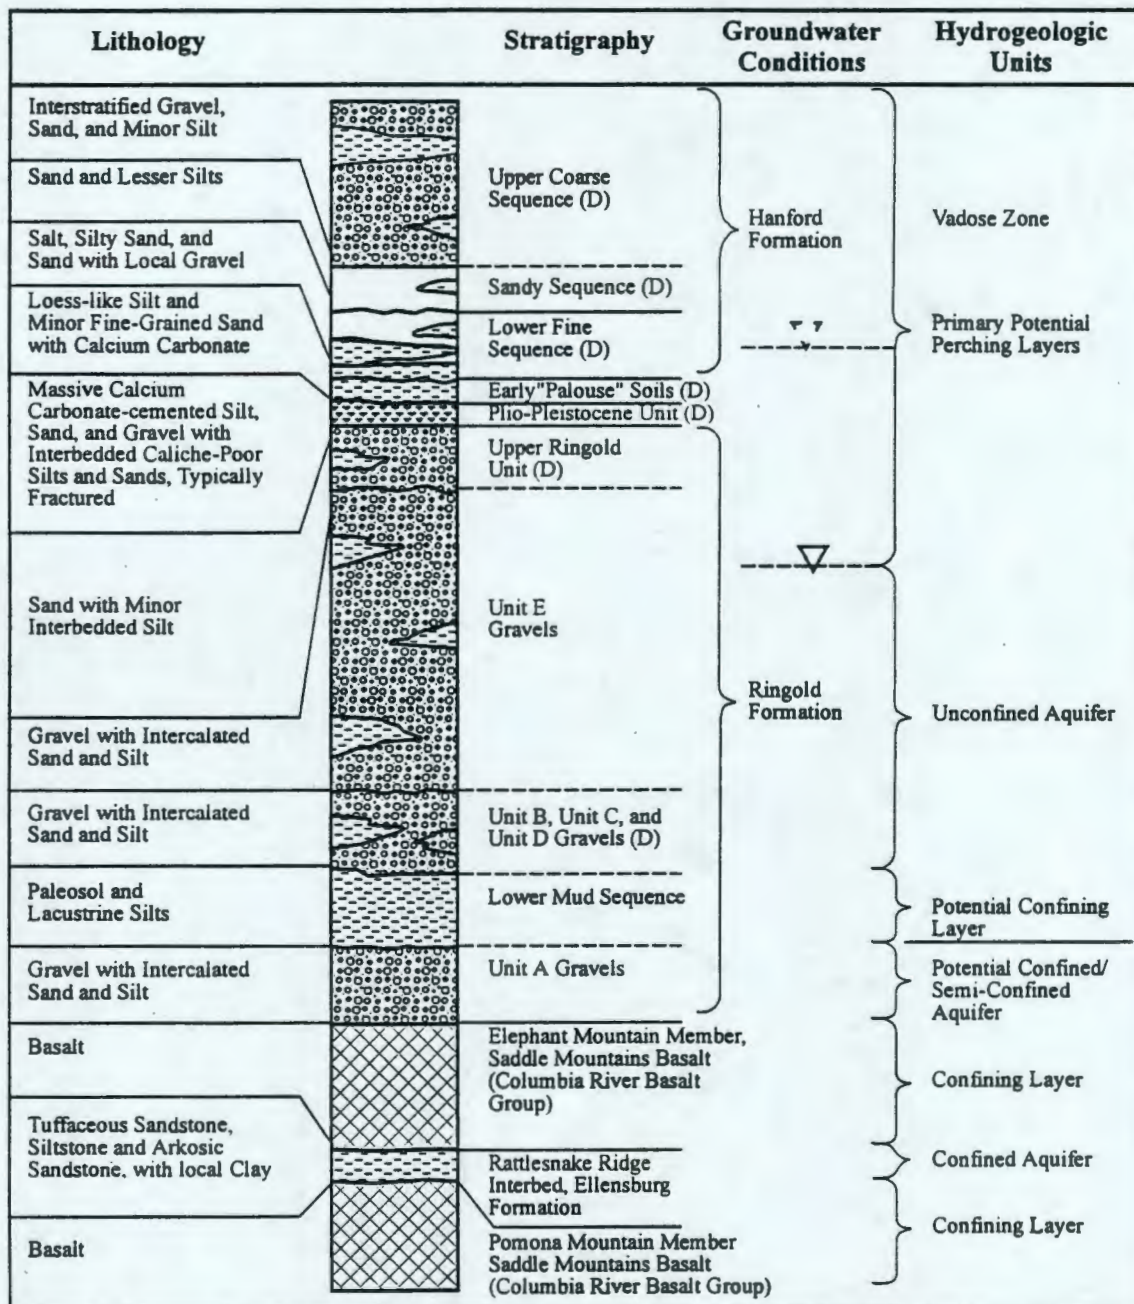 Lithology
Stratigraphy
Groundwater
Conditions
Hydrogeologic
Units
Interstratified Gravel,
Sand, and Minor Silt
Sand and Lesser Silts
Salt, Silty Sand, and
Sand with Local Gravel
Loess-like Silt and
Minor Fine-Grained Sand
with Calcium Carbonate
Massive Calcium
Carbonate-cemented Silt,
Sand, and Gravel with
Interbedded Caliche-Poor
Silts and Sands, Typically
Fractured
Sand with Minor
Interbedded Silt
Gravel with Intercalated
Sand and Silt
Gravel with Intercalated
Sand and Silt
Paleosol and
Lacustrine Silts
Gravel with Intercalated
Sand and Silt
Basalt
Tuffaceous Sandstone,
Siltstone and Arkosic
Sandstone, with local Clay
Basalt
Upper Coarse
Sequence (D)
Sandy Sequence (D)
Lower Fine
Sequence (D)
Early"Palouse" Soils (D)
Plio-Pleistocene Unit (D)
Upper Ringold
Unit (D)
Unit E
Gravels
Unit B, Unit C, and
Unit D Gravels (D)
Lower Mud Sequence
Unit A Gravels
Elephant Mountain Member,
Saddle Mountains Basalt
(Columbia River Basalt
Group)
Rattlesnake Ridge
Interbed, Ellensburg
Formation
Pomona Mountain Member
Saddle Mountains Basalt
(Columbia River Basalt Group)
Hanford
Formation
Ringold
Formation
Vadose Zone
Primary Potential
Perching Layers
Unconfined Aquifer
Potential Confining
Layer
Potential Confined/
Semi-Confined
Aquifer
Confining Layer
Confined Aquifer
Confining Layer